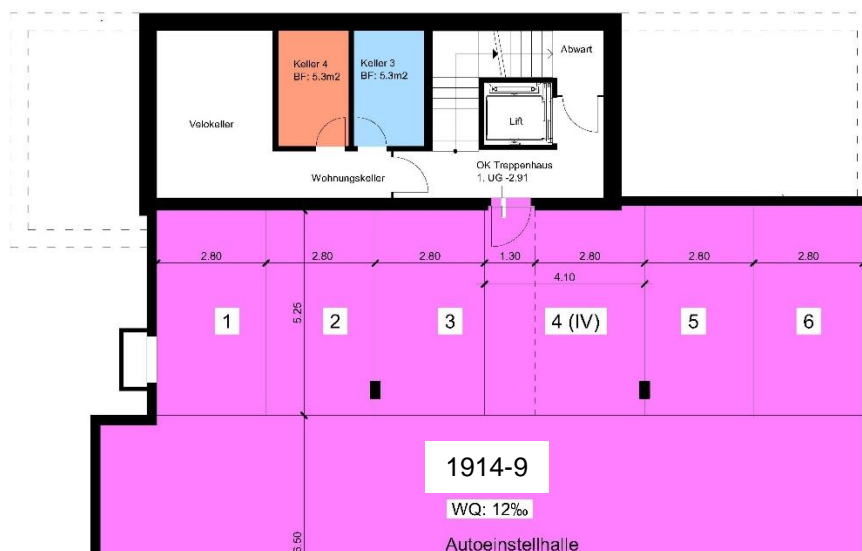 Keller 4
BF: 5.3m2
Keller 3
BF: 5.3m2
Abwart
Velokeller
Lift
Wohnungskeller
OK Treppenhaus
1. UG -2.91
2.80
2.80
2.80
1.30
2.80
2.80
2.80
4.10
5.25
1
2
3
4 (IV)
5
6
1914-9
WQ: 12‰
Autoeinstellhalle